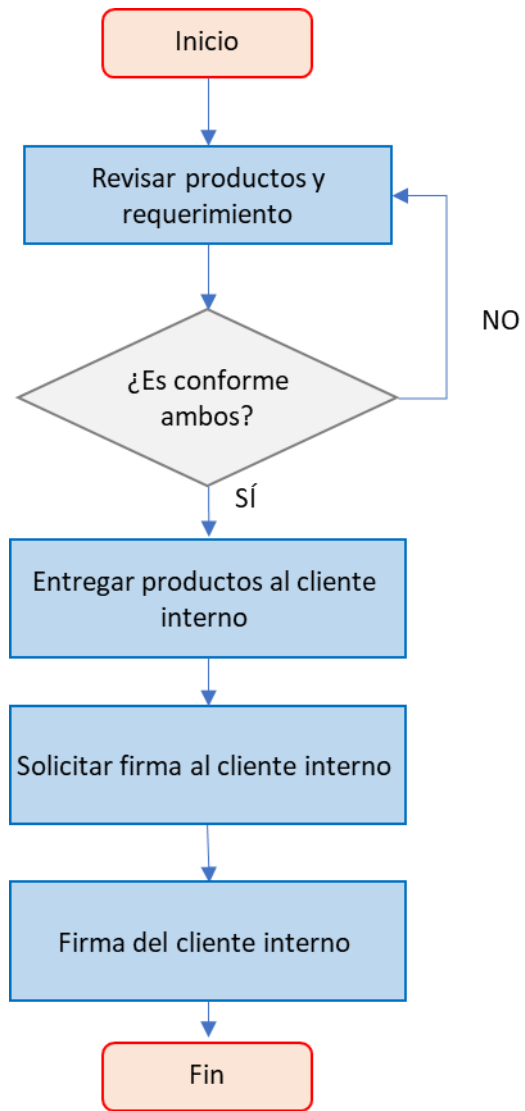 Inicio
Revisar productos y
requerimiento
NO
¿Es conforme
ambos?
SÍ
Entregar productos al cliente
interno
Solicitar firma al cliente interno
Firma del cliente interno
Fin